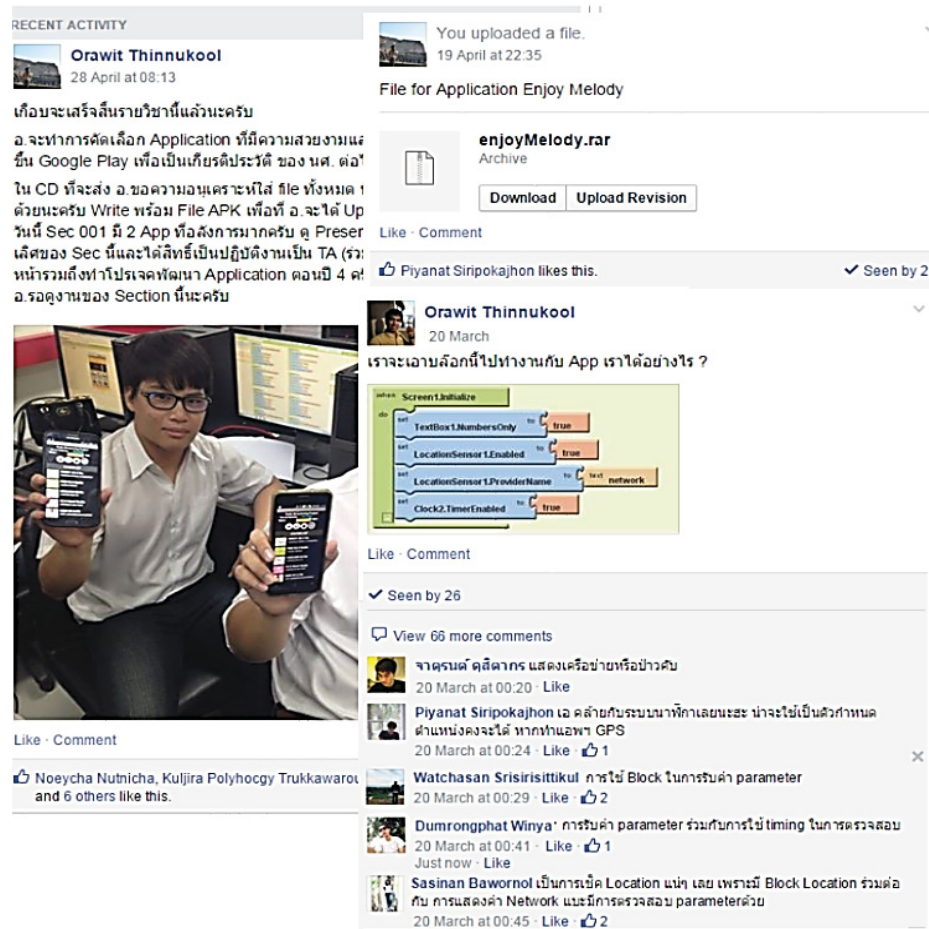 RECENT ACTIVITY
Orawit Thinnukool
28 April at 08:13
เกือบจะเสร็จสิ้นรายวิชานี้แล้วนะครับ
อ.จะทำการคัดเลือก Application ที่มีความสวยงามและ
ขึ้น Google Play เพื่อเป็นเกียรติประวัติ ของ นศ. ต่อ
ใน CD ที่จะส่ง อ.ขอความอนุเคราะห์ใส่ file ทั้งหมด
ด้วยนะครับ Write พร้อม File APK เพื่อที่ อ.จะได้ Up
วันนี้ Sec 001 มี 2 App ที่อลังการมากครับ ดู Presen
เลิศของ Sec นี้และได้สิทธิ์เป็นปฏิบัติงานเป็น TA (ร่ว
หน้ารวมถึงทำโปรเจคพัฒนา Application ตอนปี 4
อ.รอดูงานของ Section นี้นะครับ
Like · Comment
Noeycha Nutnicha, Kuljira Polyhocgy Trukkawarou
and 6 others like this.
You uploaded a file.
19 April at 22:35
File for Application Enjoy Melody
enjoyMelody.rar
Archive
Download Upload Revision
Like · Comment
Piyanat Siripokajhon likes this.
Seen by 2
Orawit Thinnukool
20 March
เราจะเอาบล๊อกนี้ไปทำงานกับ App เราได้อย่างไร ?
when Screen1.Initialize
do set TextBox1.NumbersOnly to true
set LocationSensor1.Enabled to true
set LocationSensor1.ProviderName to text network
set Clock2.TimerEnabled to true
Like · Comment
Seen by 26
View 66 more comments
จาตุรนต์ ดุสิตากร แสดงเครือข่ายหรือป่าวคับ
20 March at 00:20 · Like
Piyanat Siripokajhon เอ คล้ายกับระบบนาฬิกาเลยนะฮะ น่าจะใช้เป็นตัวกำหนด
ตำแหน่งคงจะได้ หากทำแอพฯ GPS
20 March at 00:24 · Like · 1
Watchasan Srisirisittikul การใช้ Block ในการรับค่า parameter
20 March at 00:29 · Like · 2
Dumrongphat Winya การรับค่า parameter ร่วมกับการใช้ timing ในการตรวจสอบ
20 March at 00:41 · Like · 1
Just now · Like
Sasinan Bawornol เป็นการเช็ค Location แน่ๆ เลย เพราะมี Block Location ร่วมต่อ
กับ การแสดงค่า Network แบะมีการตรวจสอบ parameterด้วย
20 March at 00:45 · Like · 2